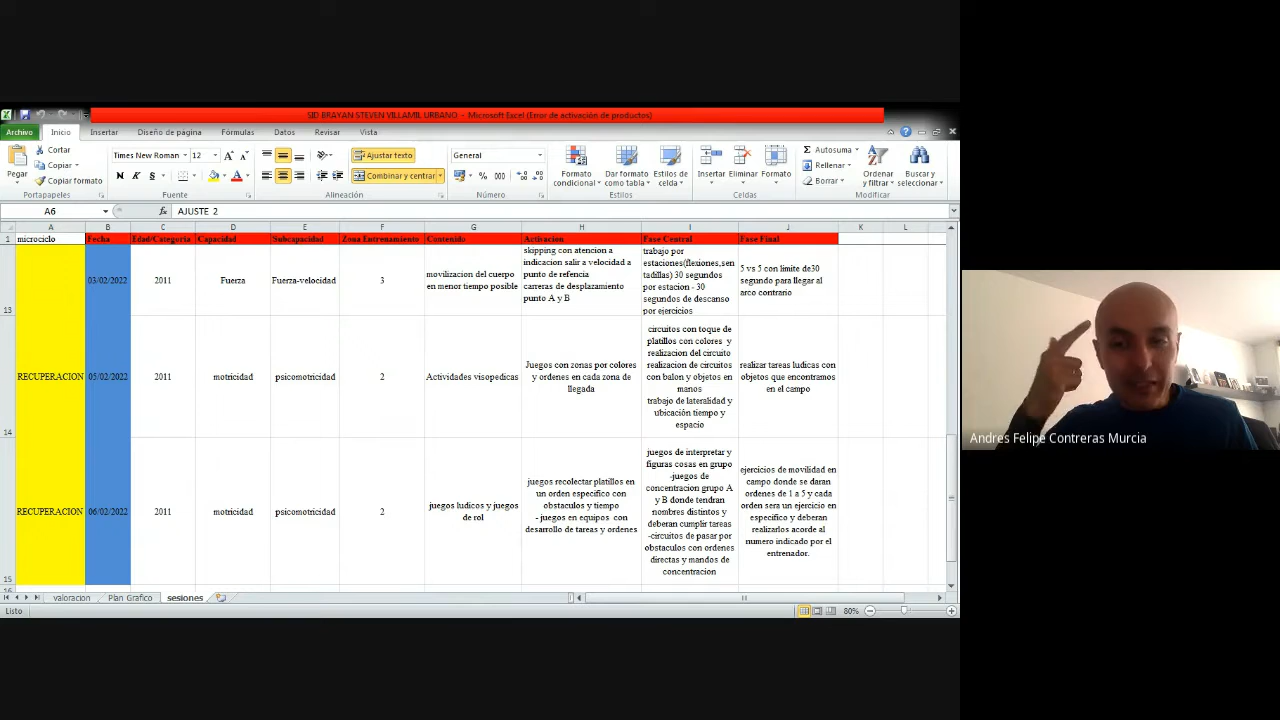 SID BRAYAN STEVEN VILLAMIL URBANO - Microsoft Excel (Error de activación de productos)
Archivo Inicio Insertar Diseño de página Fórmulas Datos Revisar Vista
Pegar
Cortar
Copiar
Copiar formato
Portapapeles
Times New Roman 12
N K S
Fuente
Ajustar texto
Combinar y centrar
Alineación
General
% 000
Número
Formato
condicional
Dar formato
como tabla
Estilos de
celda
Estilos
Insertar Eliminar Formato
Celdas
Autosuma
Rellenar
Borrar
Ordenar
y filtrar
Buscar y
seleccionar
Modificar
A6 fx AJUSTE 2
A B C D E F G H I J K L
1 microciclo Fecha Edad/Categoria Capacidad Subcapacidad Zona Entrenamiento Contenido Activacion Fase Central Fase Final
13
03/02/2022
2011
Fuerza
Fuerza-velocidad
3
movilizacion del cuerpo
en menor tiempo posible
skipping con atencion a
indicacion salir a velocidad a
punto de refencia
carreras de desplazamiento
punto A y B
trabajo por
estaciones(flexiones,sen
tadillas) 30 segundos
por estacion - 30
segundos de descanso
por ejercicios
5 vs 5 con limite de30
segundo para llegar al
arco contrario
14
RECUPERACION
05/02/2022
2011
motricidad
psicomotricidad
2
Actividades visopedicas
Juegos con zonas por colores
y ordenes en cada zona de
llegada
circuitos con toque de
platillos con colores y
realizacion del circuito
realizacion de circuitos
con balon y objetos en
manos
trabajo de lateralidad y
ubicación tiempo y
espacio
realizar tareas ludicas con
objetos que encontramos
en el campo
15
RECUPERACION
06/02/2022
2011
motricidad
psicomotricidad
2
juegos ludicos y juegos
de rol
juegos recolectar platillos en
un orden especifico con
obstaculos y tiempo
- juegos en equipos con
desarrollo de tareas y ordenes
juegos de interpretar y
figuras cosas en grupo
-juegos de
concentracion grupo A
y B donde tendran
nombres distintos y
deberan cumplir tareas
-circuitos de pasar por
obstaculos con ordenes
directas y mandos de
concentracion
ejercicios de movilidad en
campo donde se daran
ordenes de 1 a 5 y cada
orden sera un ejercicio en
especifico y deberan
realizarlos acorde al
numero indicado por el
entrenador.
16
valoracion Plan Grafico sesiones
Listo 80%
Andres Felipe Contreras Murcia